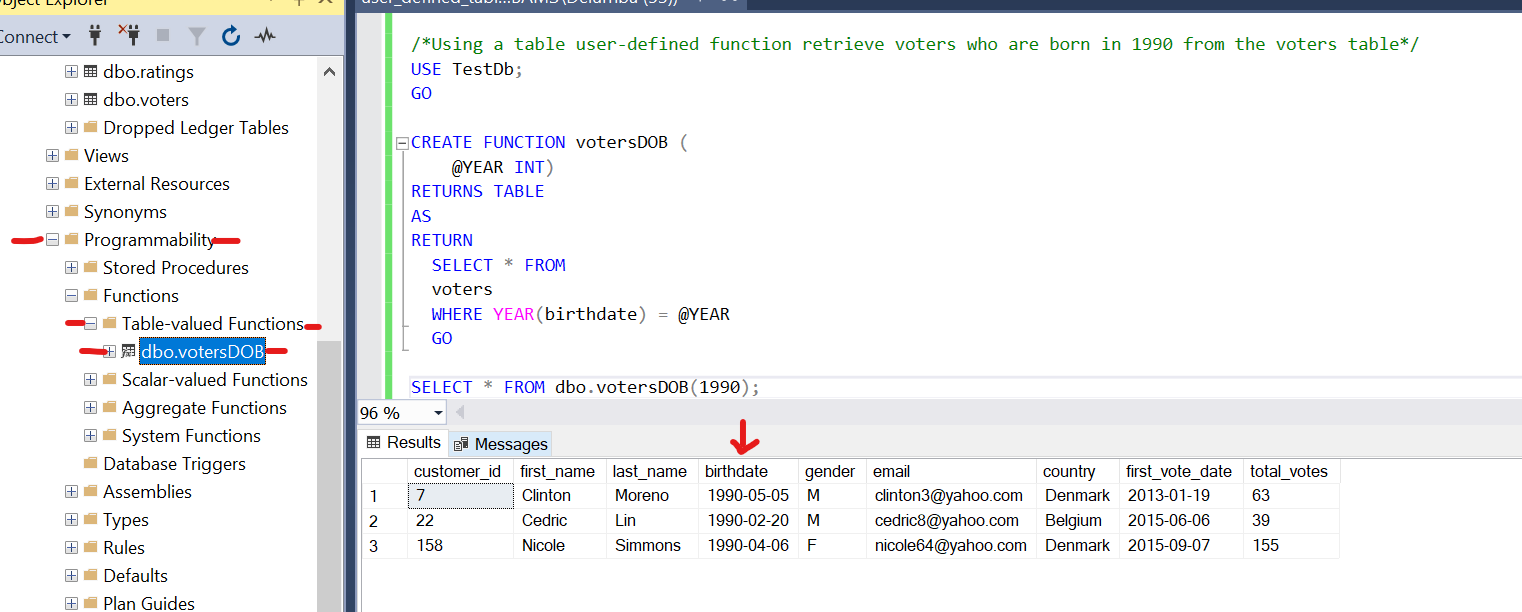 Object Explorer
Connect
dbo.ratings
dbo.voters
Dropped Ledger Tables
Views
External Resources
Synonyms
Programmability
Stored Procedures
Functions
Table-valued Functions
dbo.votersDOB
Scalar-valued Functions
Aggregate Functions
System Functions
Database Triggers
Assemblies
Types
Rules
Defaults
Plan Guides
/*Using a table user-defined function retrieve voters who are born in 1990 from the voters table*/
USE TestDb;
GO
CREATE FUNCTION votersDOB (
@YEAR INT)
RETURNS TABLE
AS
RETURN
SELECT * FROM
voters
WHERE YEAR(birthdate) = @YEAR
GO
SELECT * FROM dbo.votersDOB(1990);
96 %
Results Messages
customer_id first_name last_name birthdate gender email country first_vote_date total_votes
1 7 Clinton Moreno 1990-05-05 M clinton3@yahoo.com Denmark 2013-01-19 63
2 22 Cedric Lin 1990-02-20 M cedric8@yahoo.com Belgium 2015-06-06 39
3 158 Nicole Simmons 1990-04-06 F nicole64@yahoo.com Denmark 2015-09-07 155